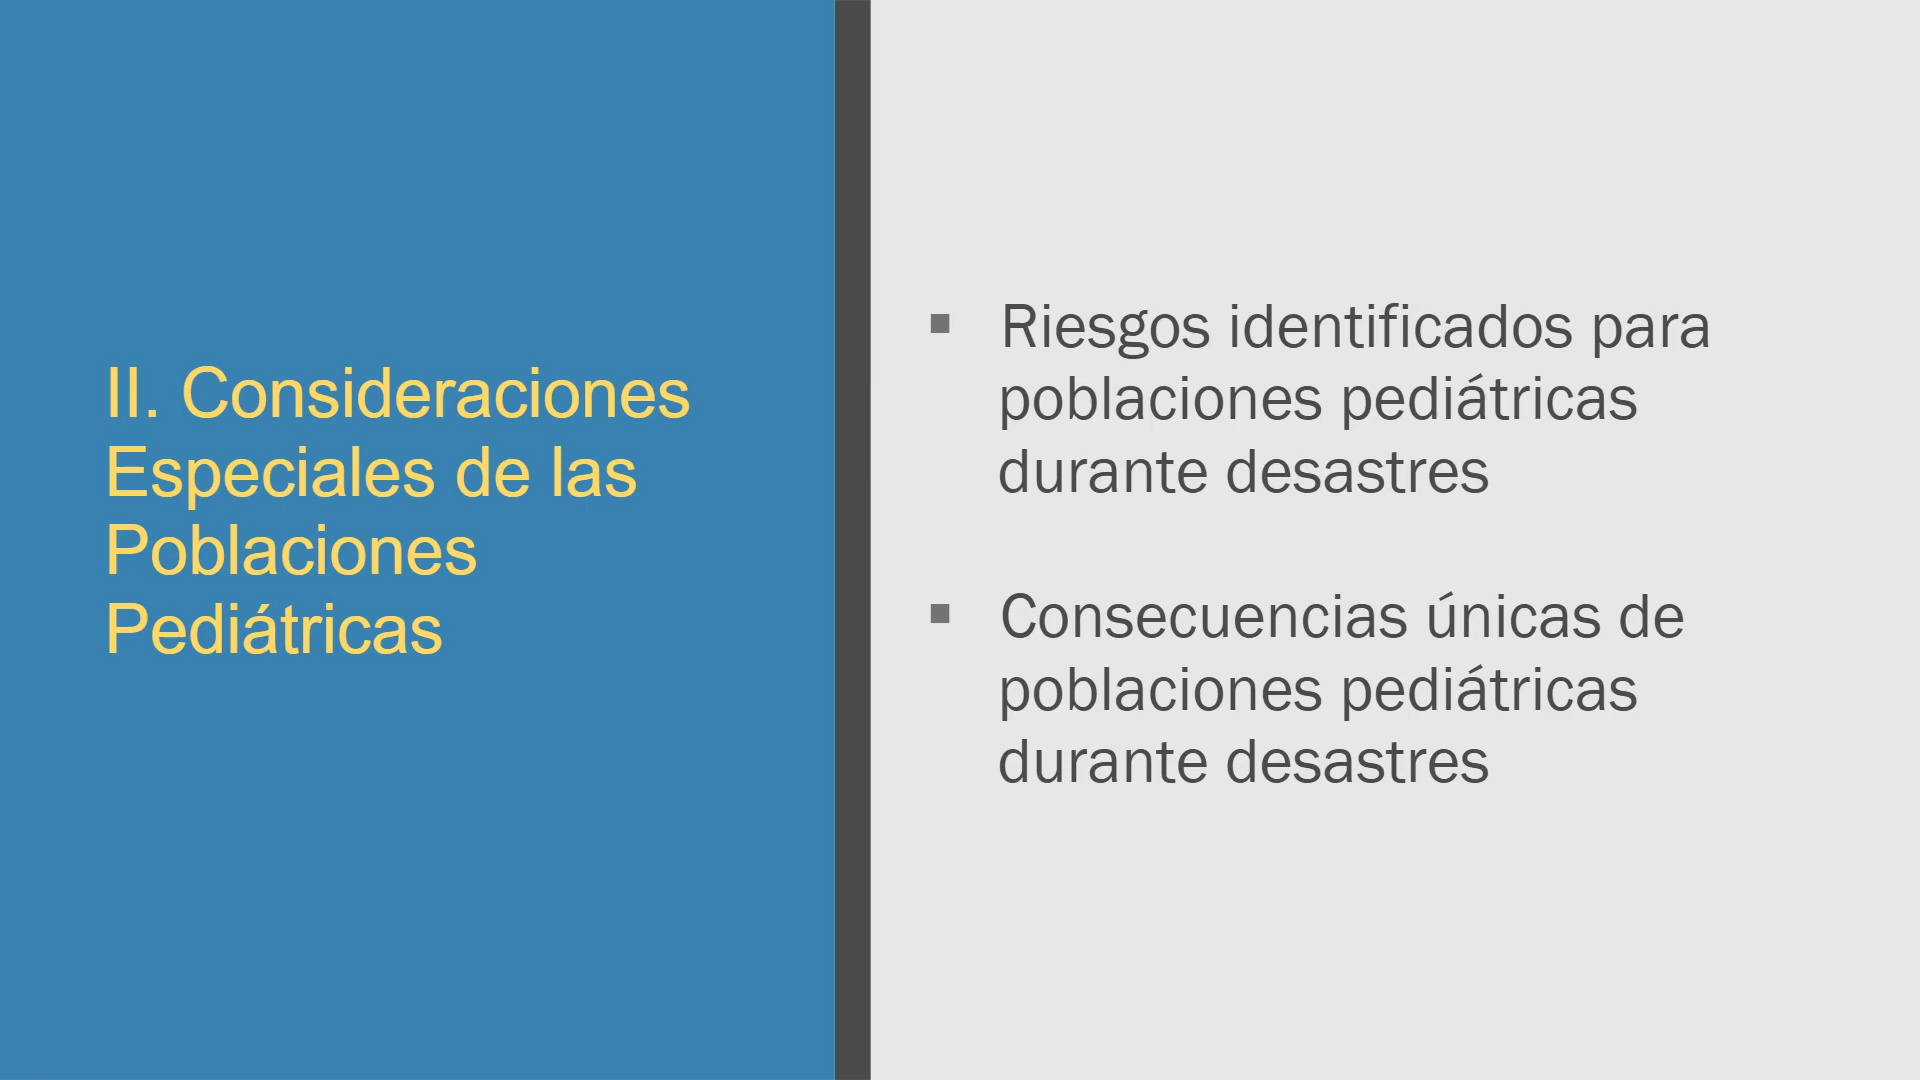 II. Consideraciones
Especiales de las
Poblaciones
Pediátricas
▪ Riesgos identificados para
poblaciones pediátricas
durante desastres
▪ Consecuencias únicas de
poblaciones pediátricas
durante desastres